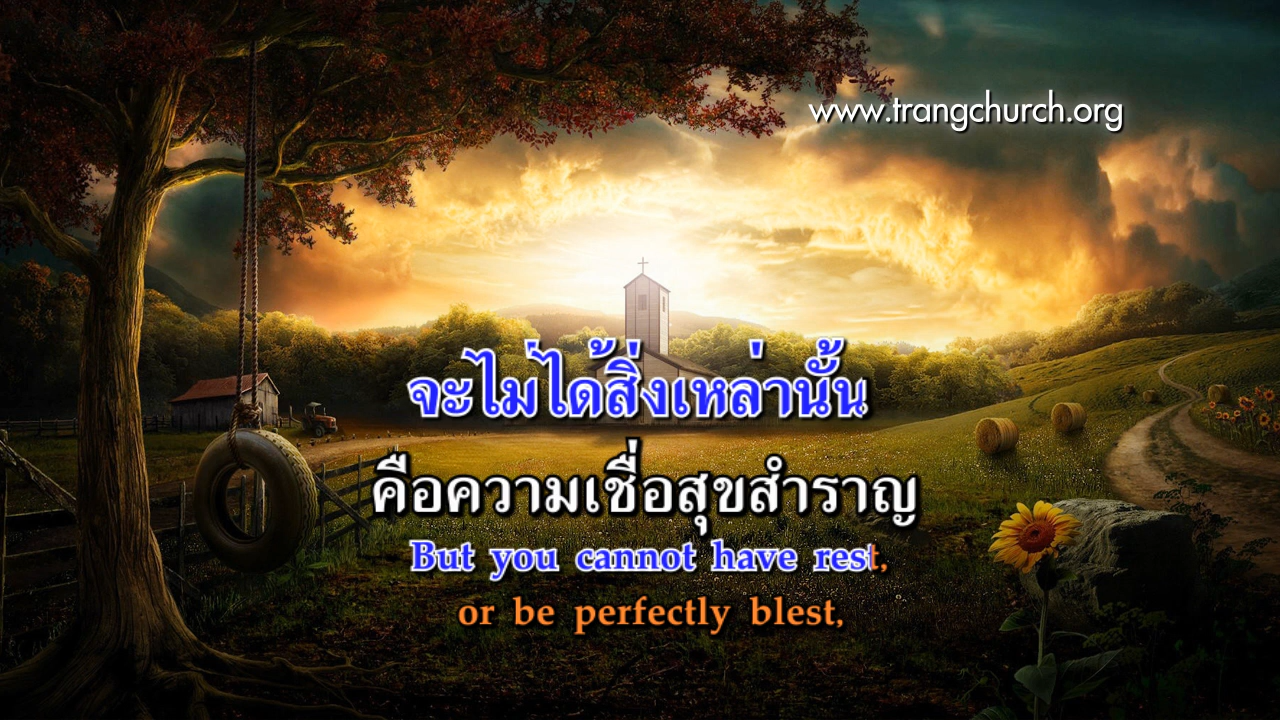 www.trangchurch.org
จะไม่ได้สิ่งเหล่านั้น
คือความเชื่อสุขสำราญ
But you cannot have rest,
or be perfectly blest,